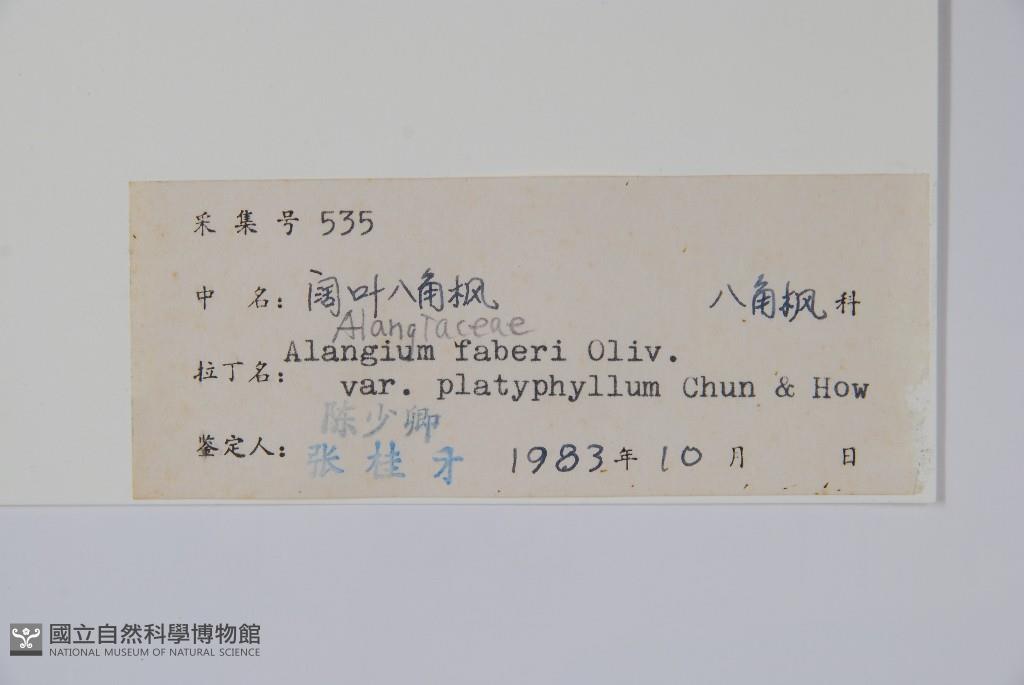 采集号 535
中名：阔叶八角枫 八角枫科
Alangiaceae
拉丁名：Alangium faberi Oliv.
var. platyphyllum Chun & How
陈少卿
鉴定人：张桂才 1983年10月 日
國立自然科學博物館
NATIONAL MUSEUM OF NATURAL SCIENCE